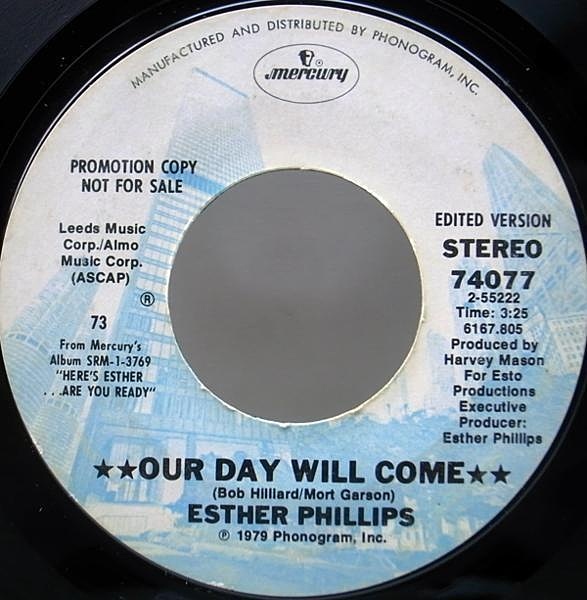 MANUFACTURED AND DISTRIBUTED BY PHONOGRAM, INC.
mercury
PROMOTION COPY
NOT FOR SALE
Leeds Music
Corp./Almo
Music Corp.
(ASCAP)
®
73
From Mercury's
Album SRM-1-3769
"HERE'S ESTHER
. . .ARE YOU READY"
EDITED VERSION
STEREO
74077
2-55222
Time: 3:25
6167.805
Produced by
Harvey Mason
For Esto
Productions
Executive
Producer:
Esther Phillips
★★OUR DAY WILL COME★★
(Bob Hilliard/Mort Garson)
ESTHER PHILLIPS
℗ 1979 Phonogram, Inc.